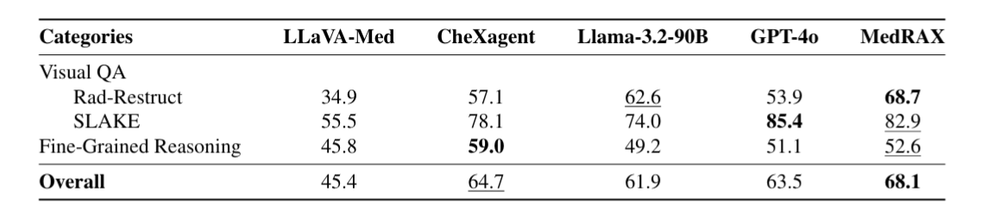 Categories LLaVA-Med CheXagent Llama-3.2-90B GPT-4o MedRAX
Visual QA
Rad-Restruct 34.9 57.1 62.6 53.9 68.7
SLAKE 55.5 78.1 74.0 85.4 82.9
Fine-Grained Reasoning 45.8 59.0 49.2 51.1 52.6
Overall 45.4 64.7 61.9 63.5 68.1